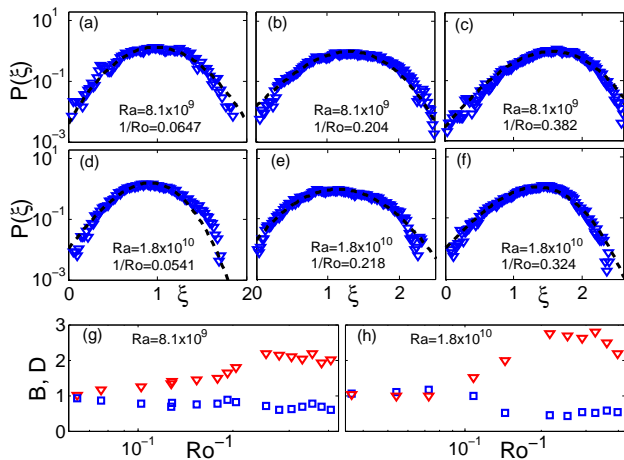 (a) (b) (c)
P(ξ)
10¹
10⁻¹
10⁻³
Ra=8.1x10⁹
1/Ro=0.0647
Ra=8.1x10⁹
1/Ro=0.204
Ra=8.1x10⁹
1/Ro=0.382
(d) (e) (f)
P(ξ)
10¹
10⁻¹
10⁻³
Ra=1.8x10¹⁰
1/Ro=0.0541
Ra=1.8x10¹⁰
1/Ro=0.218
Ra=1.8x10¹⁰
1/Ro=0.324
0 1 20 1 2 0 1 2
ξ ξ ξ
(g) Ra=8.1x10⁹ (h) Ra=1.8x10¹⁰
B, D
3
2
1
0
10⁻¹ 10⁻¹
Ro⁻¹ Ro⁻¹